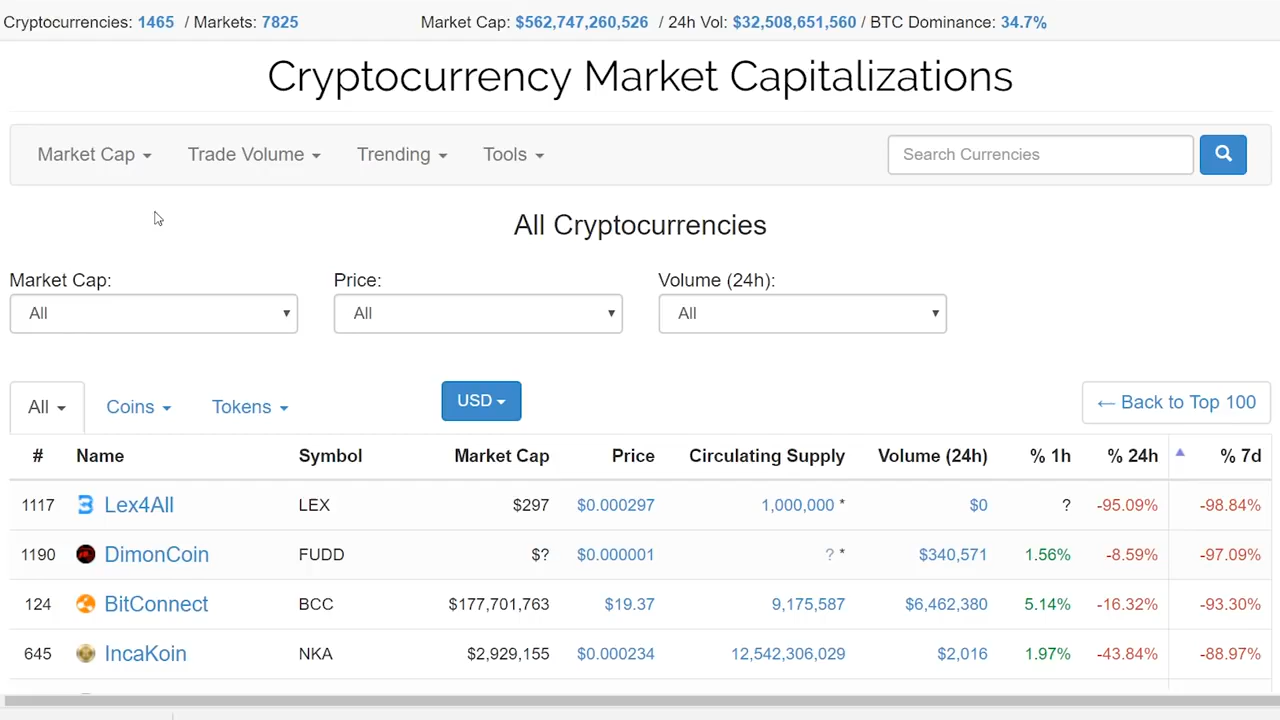 Cryptocurrencies: 1465 / Markets: 7825 Market Cap: $562,747,260,526 / 24h Vol: $32,508,651,560 / BTC Dominance: 34.7%
Cryptocurrency Market Capitalizations
Market Cap Trade Volume Trending Tools Search Currencies
All Cryptocurrencies
Market Cap: Price: Volume (24h):
All All All
All Coins Tokens USD ← Back to Top 100
# Name Symbol Market Cap Price Circulating Supply Volume (24h) % 1h % 24h % 7d
1117 Lex4All LEX $297 $0.000297 1,000,000 * $0 ? -95.09% -98.84%
1190 DimonCoin FUDD $? $0.000001 ? * $340,571 1.56% -8.59% -97.09%
124 BitConnect BCC $177,701,763 $19.37 9,175,587 $6,462,380 5.14% -16.32% -93.30%
645 IncaKoin NKA $2,929,155 $0.000234 12,542,306,029 $2,016 1.97% -43.84% -88.97%